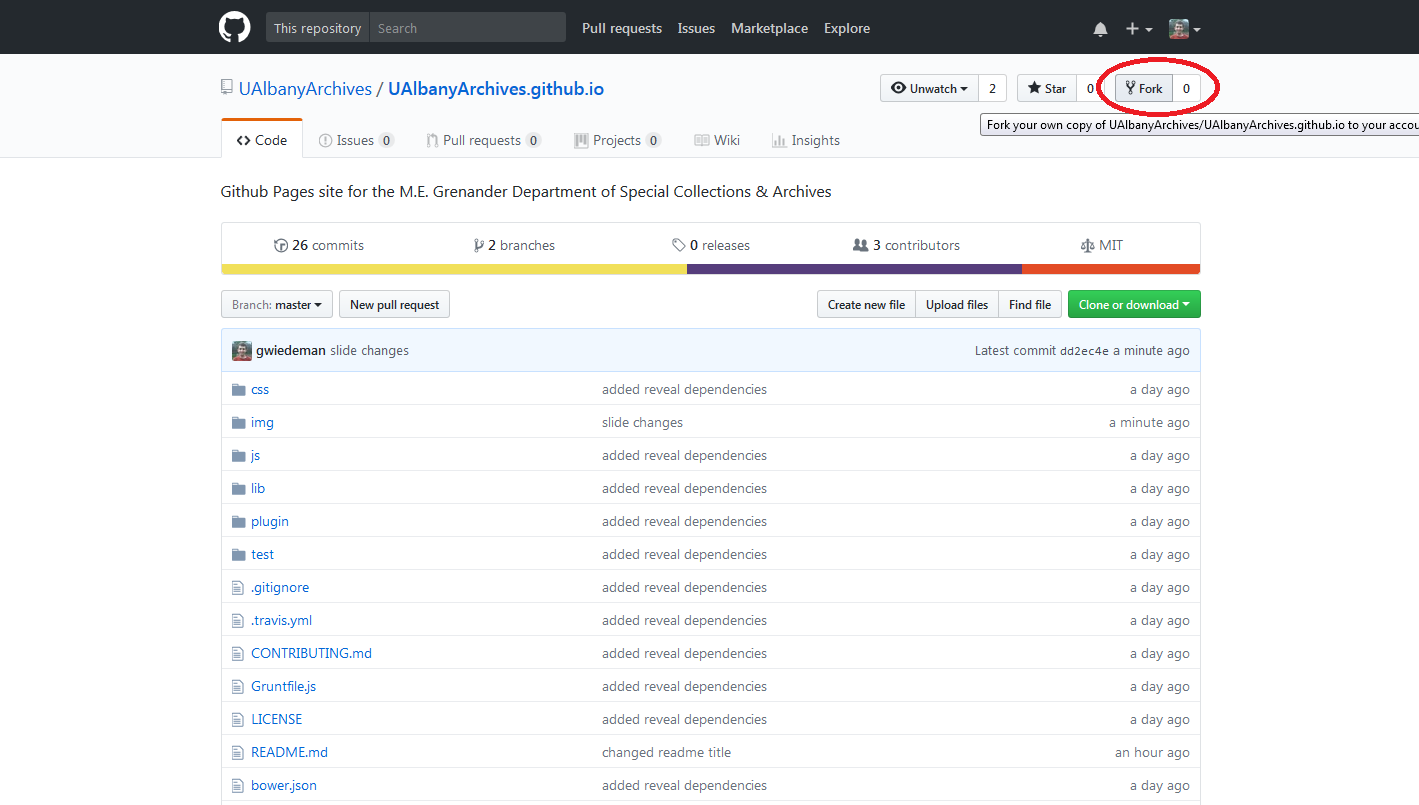 This repository Search Pull requests Issues Marketplace Explore
UAlbanyArchives / UAlbanyArchives.github.io Unwatch 2 Star 0 Fork 0
Fork your own copy of UAlbanyArchives/UAlbanyArchives.github.io to your accou
Code Issues 0 Pull requests 0 Projects 0 Wiki Insights
Github Pages site for the M.E. Grenander Department of Special Collections & Archives
26 commits 2 branches 0 releases 3 contributors MIT
Branch: master New pull request Create new file Upload files Find file Clone or download
gwiedeman slide changes Latest commit dd2ec4e a minute ago
css added reveal dependencies a day ago
img slide changes a minute ago
js added reveal dependencies a day ago
lib added reveal dependencies a day ago
plugin added reveal dependencies a day ago
test added reveal dependencies a day ago
.gitignore added reveal dependencies a day ago
.travis.yml added reveal dependencies a day ago
CONTRIBUTING.md added reveal dependencies a day ago
Gruntfile.js added reveal dependencies a day ago
LICENSE added reveal dependencies a day ago
README.md changed readme title an hour ago
bower.json added reveal dependencies a day ago